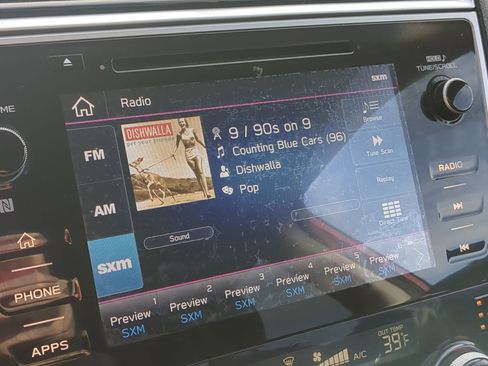 HOLD ♪
TUNE/SCROLL
Radio
sxm
DISHWALLA
9 / 90s on 9
Counting Blue Cars (96)
Dishwalla
Pop
Browse
Tune Scan
Replay
Direct Tune
Sound
FM
AM
sxm
RADIO
PHONE
APPS
1
Preview
SXM
2
Preview
SXM
3
Preview
SXM
4
Preview
SXM
5
Preview
SXM
6
Preview
SXM
A/C
OUT TEMP
39°F